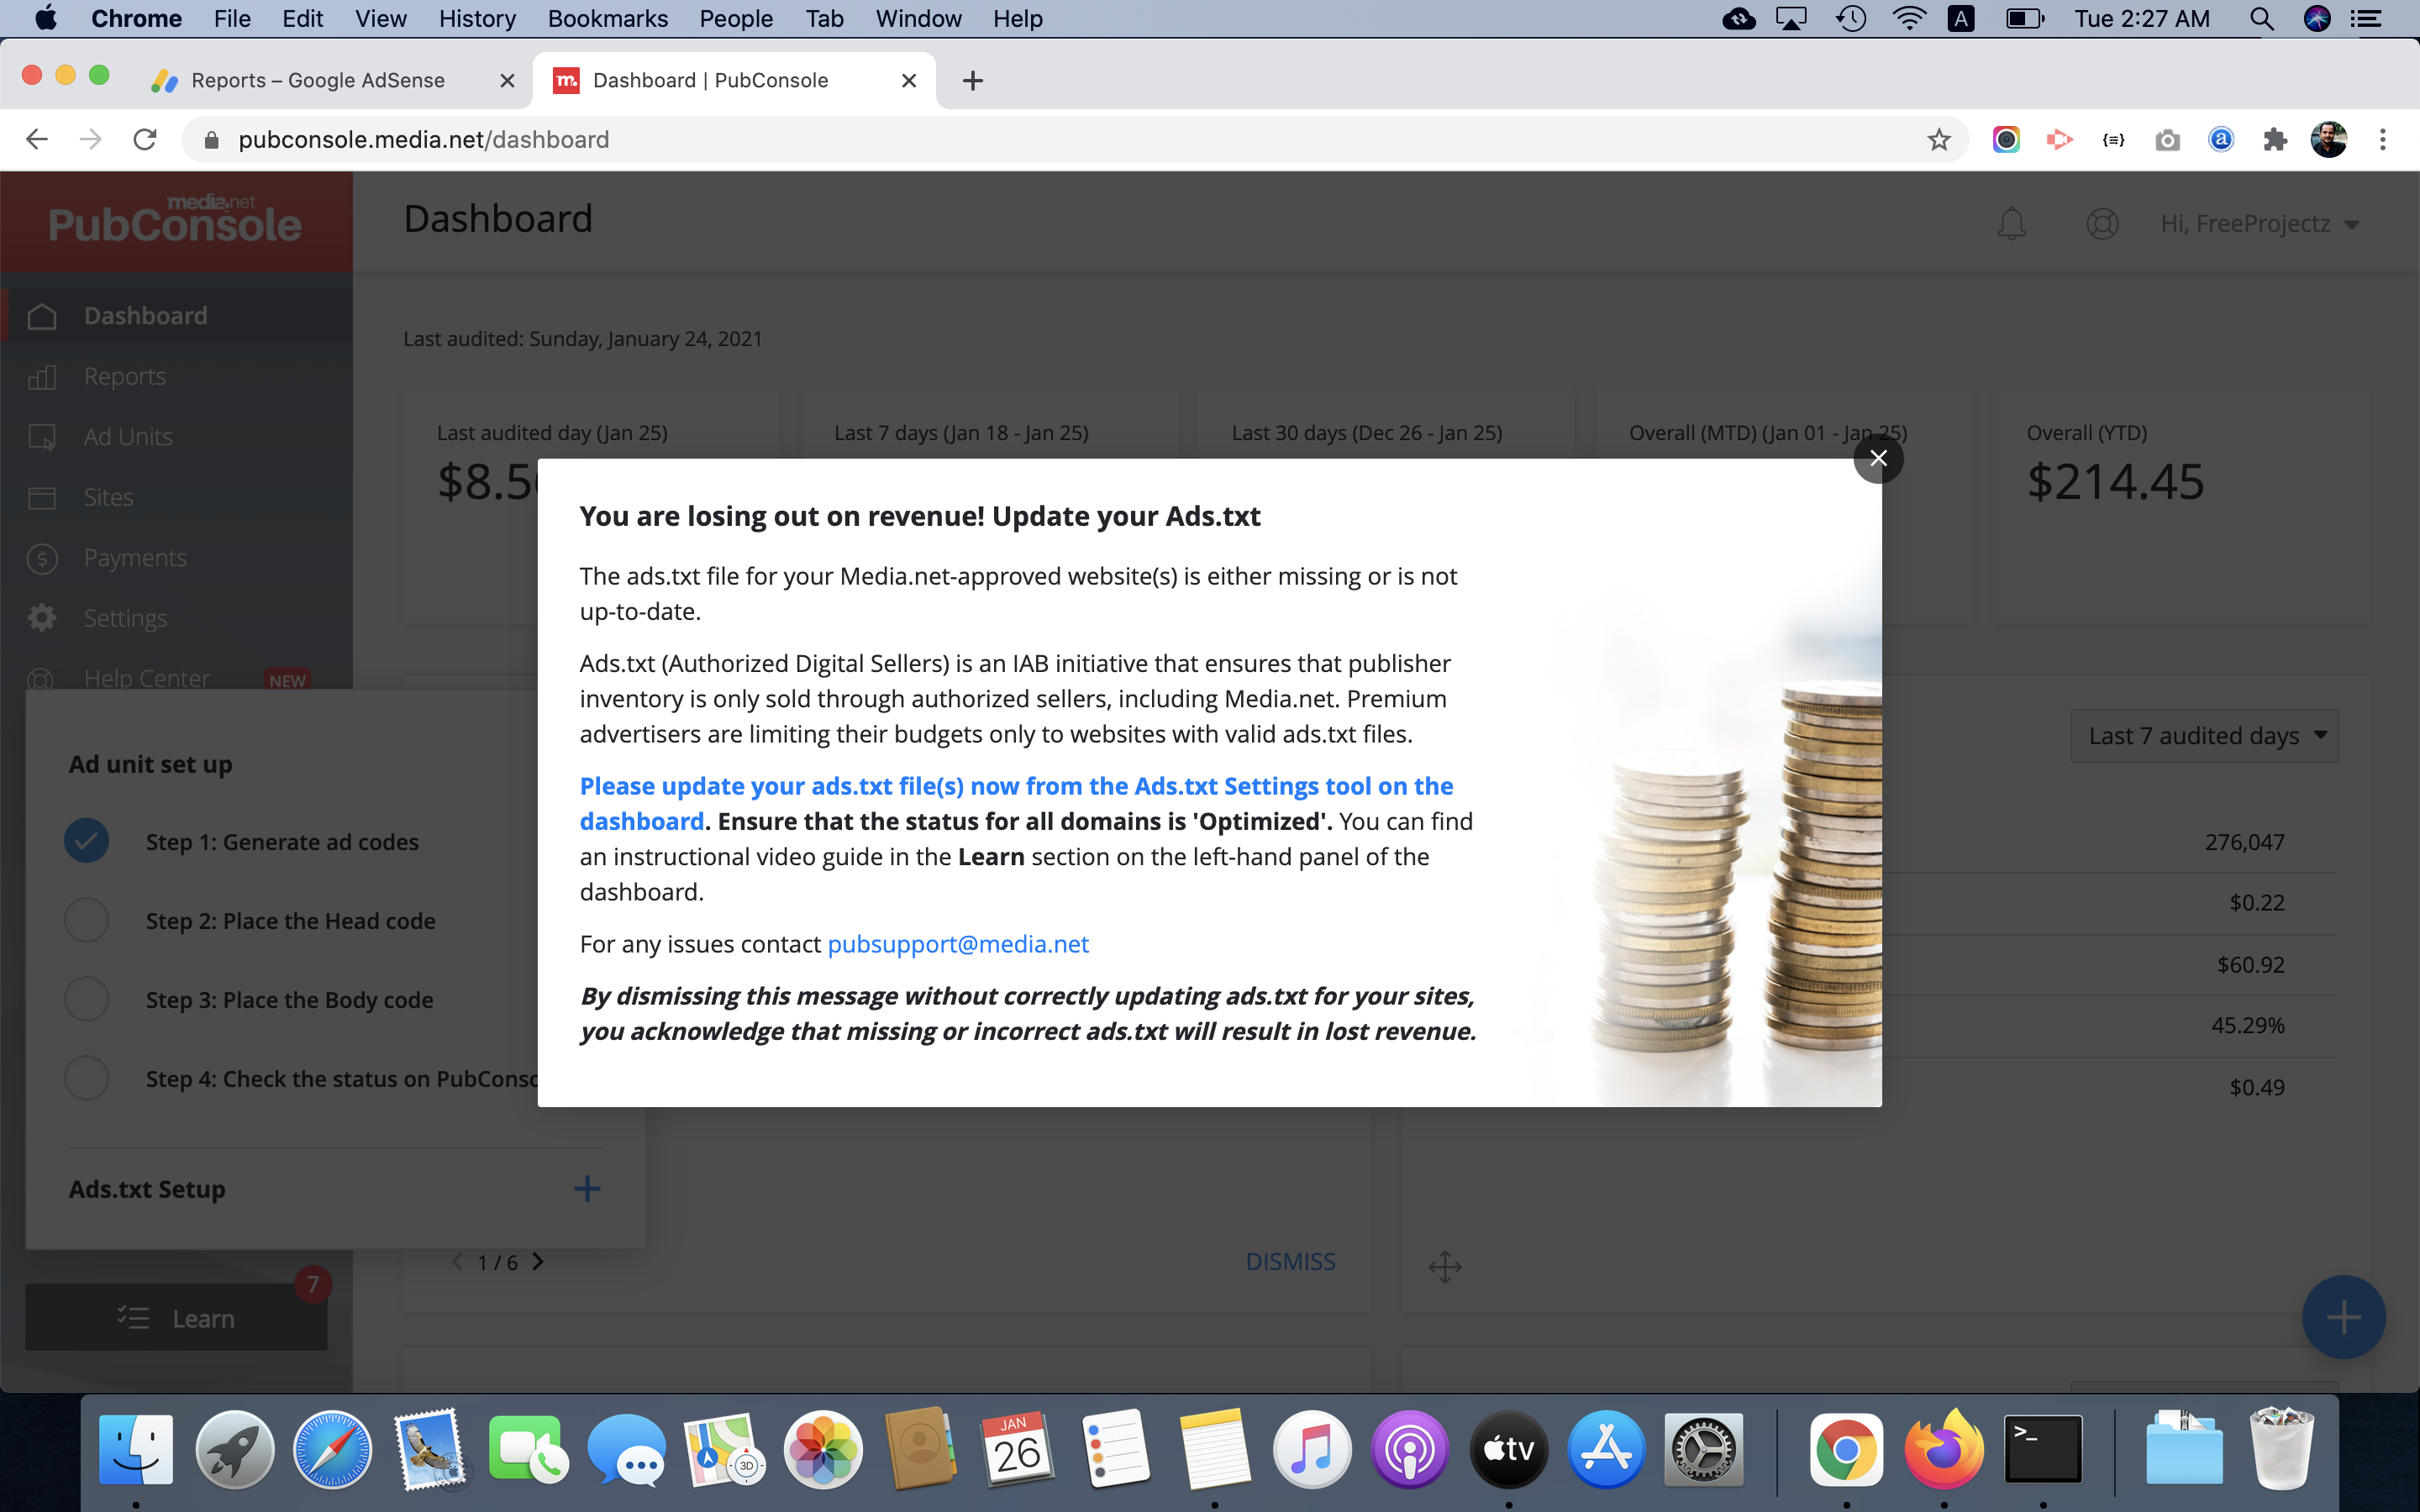 Chrome File Edit View History Bookmarks People Tab Window Help
A
Tue 2:27 AM
Reports – Google AdSense
m. Dashboard | PubConsole
pubconsole.media.net/dashboard
a
media.net
PubConsole
Dashboard
Hi, FreeProjectz
Dashboard
Reports
Ad Units
Sites
Payments
Settings
Help Center NEW
Last audited: Sunday, January 24, 2021
Last audited day (Jan 25)
Last 7 days (Jan 18 - Jan 25)
Last 30 days (Dec 26 - Jan 25)
Overall (MTD) (Jan 01 - Jan 25)
Overall (YTD)
$214.45
You are losing out on revenue! Update your Ads.txt
The ads.txt file for your Media.net-approved website(s) is either missing or is not
up-to-date.
Ads.txt (Authorized Digital Sellers) is an IAB initiative that ensures that publisher
inventory is only sold through authorized sellers, including Media.net. Premium
advertisers are limiting their budgets only to websites with valid ads.txt files.
Please update your ads.txt file(s) now from the Ads.txt Settings tool on the
dashboard. Ensure that the status for all domains is 'Optimized'. You can find
an instructional video guide in the Learn section on the left-hand panel of the
dashboard.
For any issues contact pubsupport@media.net
By dismissing this message without correctly updating ads.txt for your sites,
you acknowledge that missing or incorrect ads.txt will result in lost revenue.
Ad unit set up
Step 1: Generate ad codes
Step 2: Place the Head code
Step 3: Place the Body code
Step 4: Check the status on
Ads.txt Setup
Last 7 audited days
276,047
$0.22
$60.92
45.29%
$0.49
1 / 6
DISMISS
7
Learn
3D
JAN
26
tv
>_